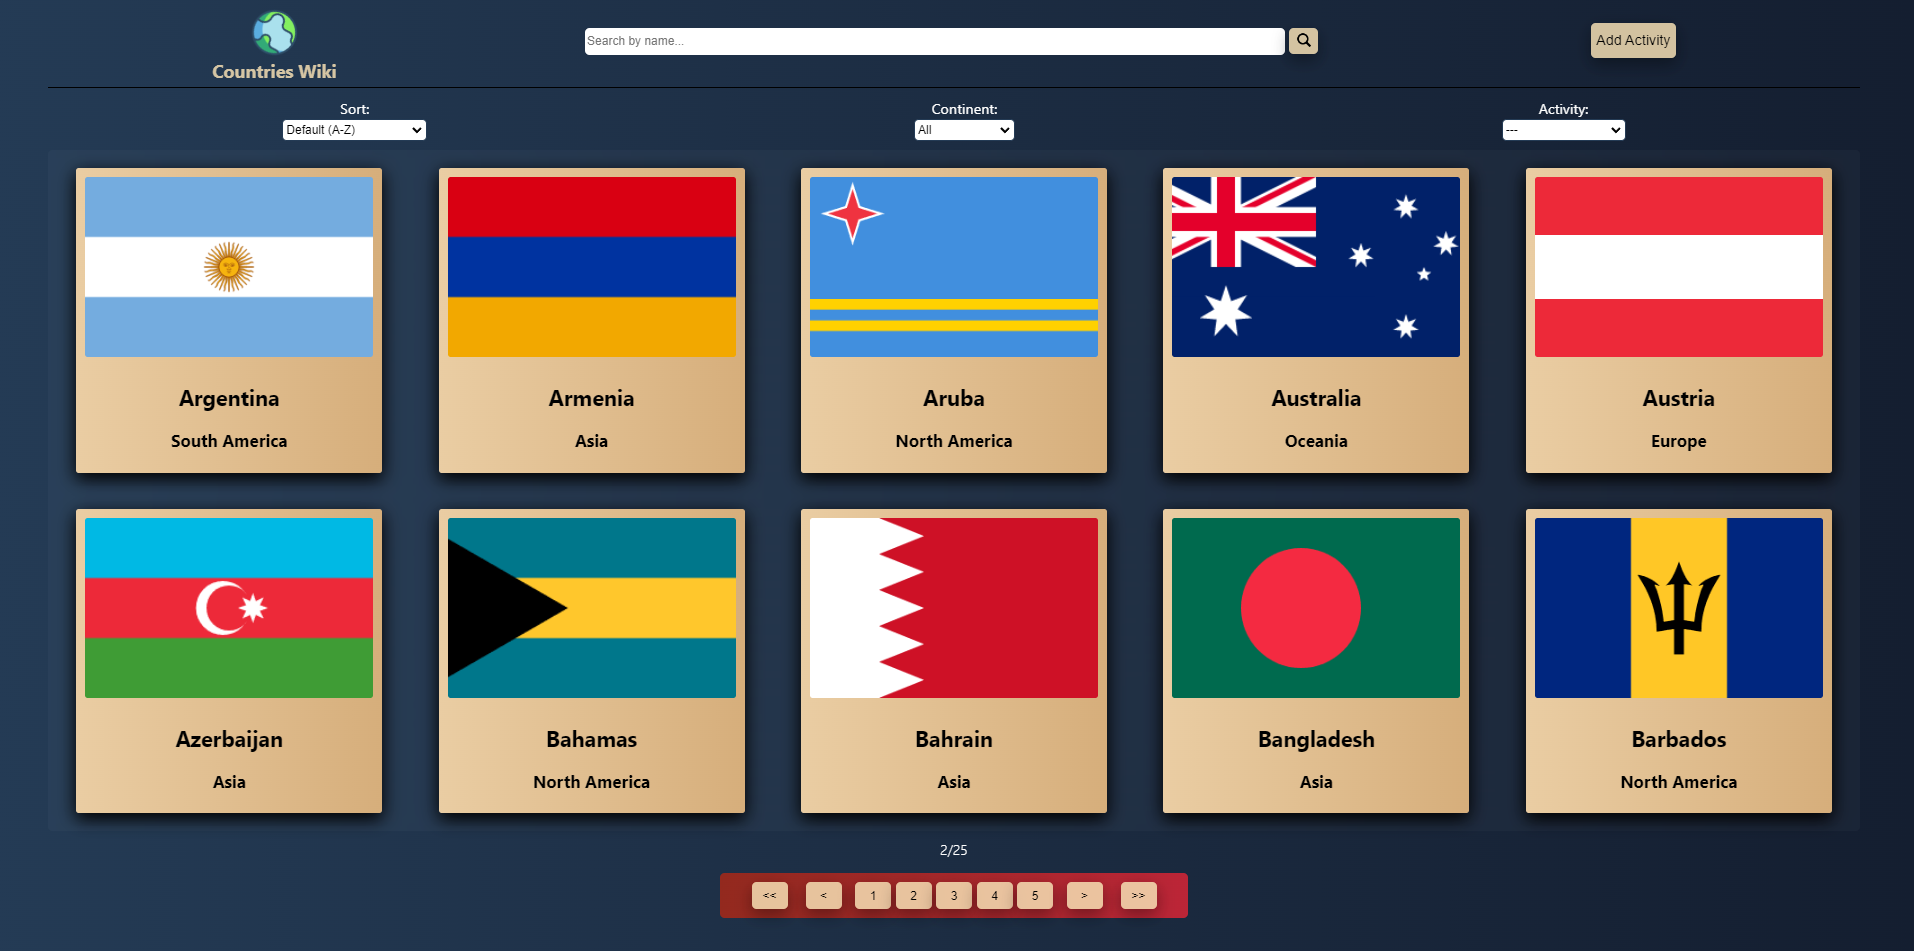 Countries Wiki
Search by name...
Add Activity
Sort:
Continent:
Activity:
Default (A-Z)
All
---
Argentina
South America
Armenia
Asia
Aruba
North America
Australia
Oceania
Austria
Europe
Azerbaijan
Asia
Bahamas
North America
Bahrain
Asia
Bangladesh
Asia
Barbados
North America
2/25
<< < 1 2 3 4 5 > >>